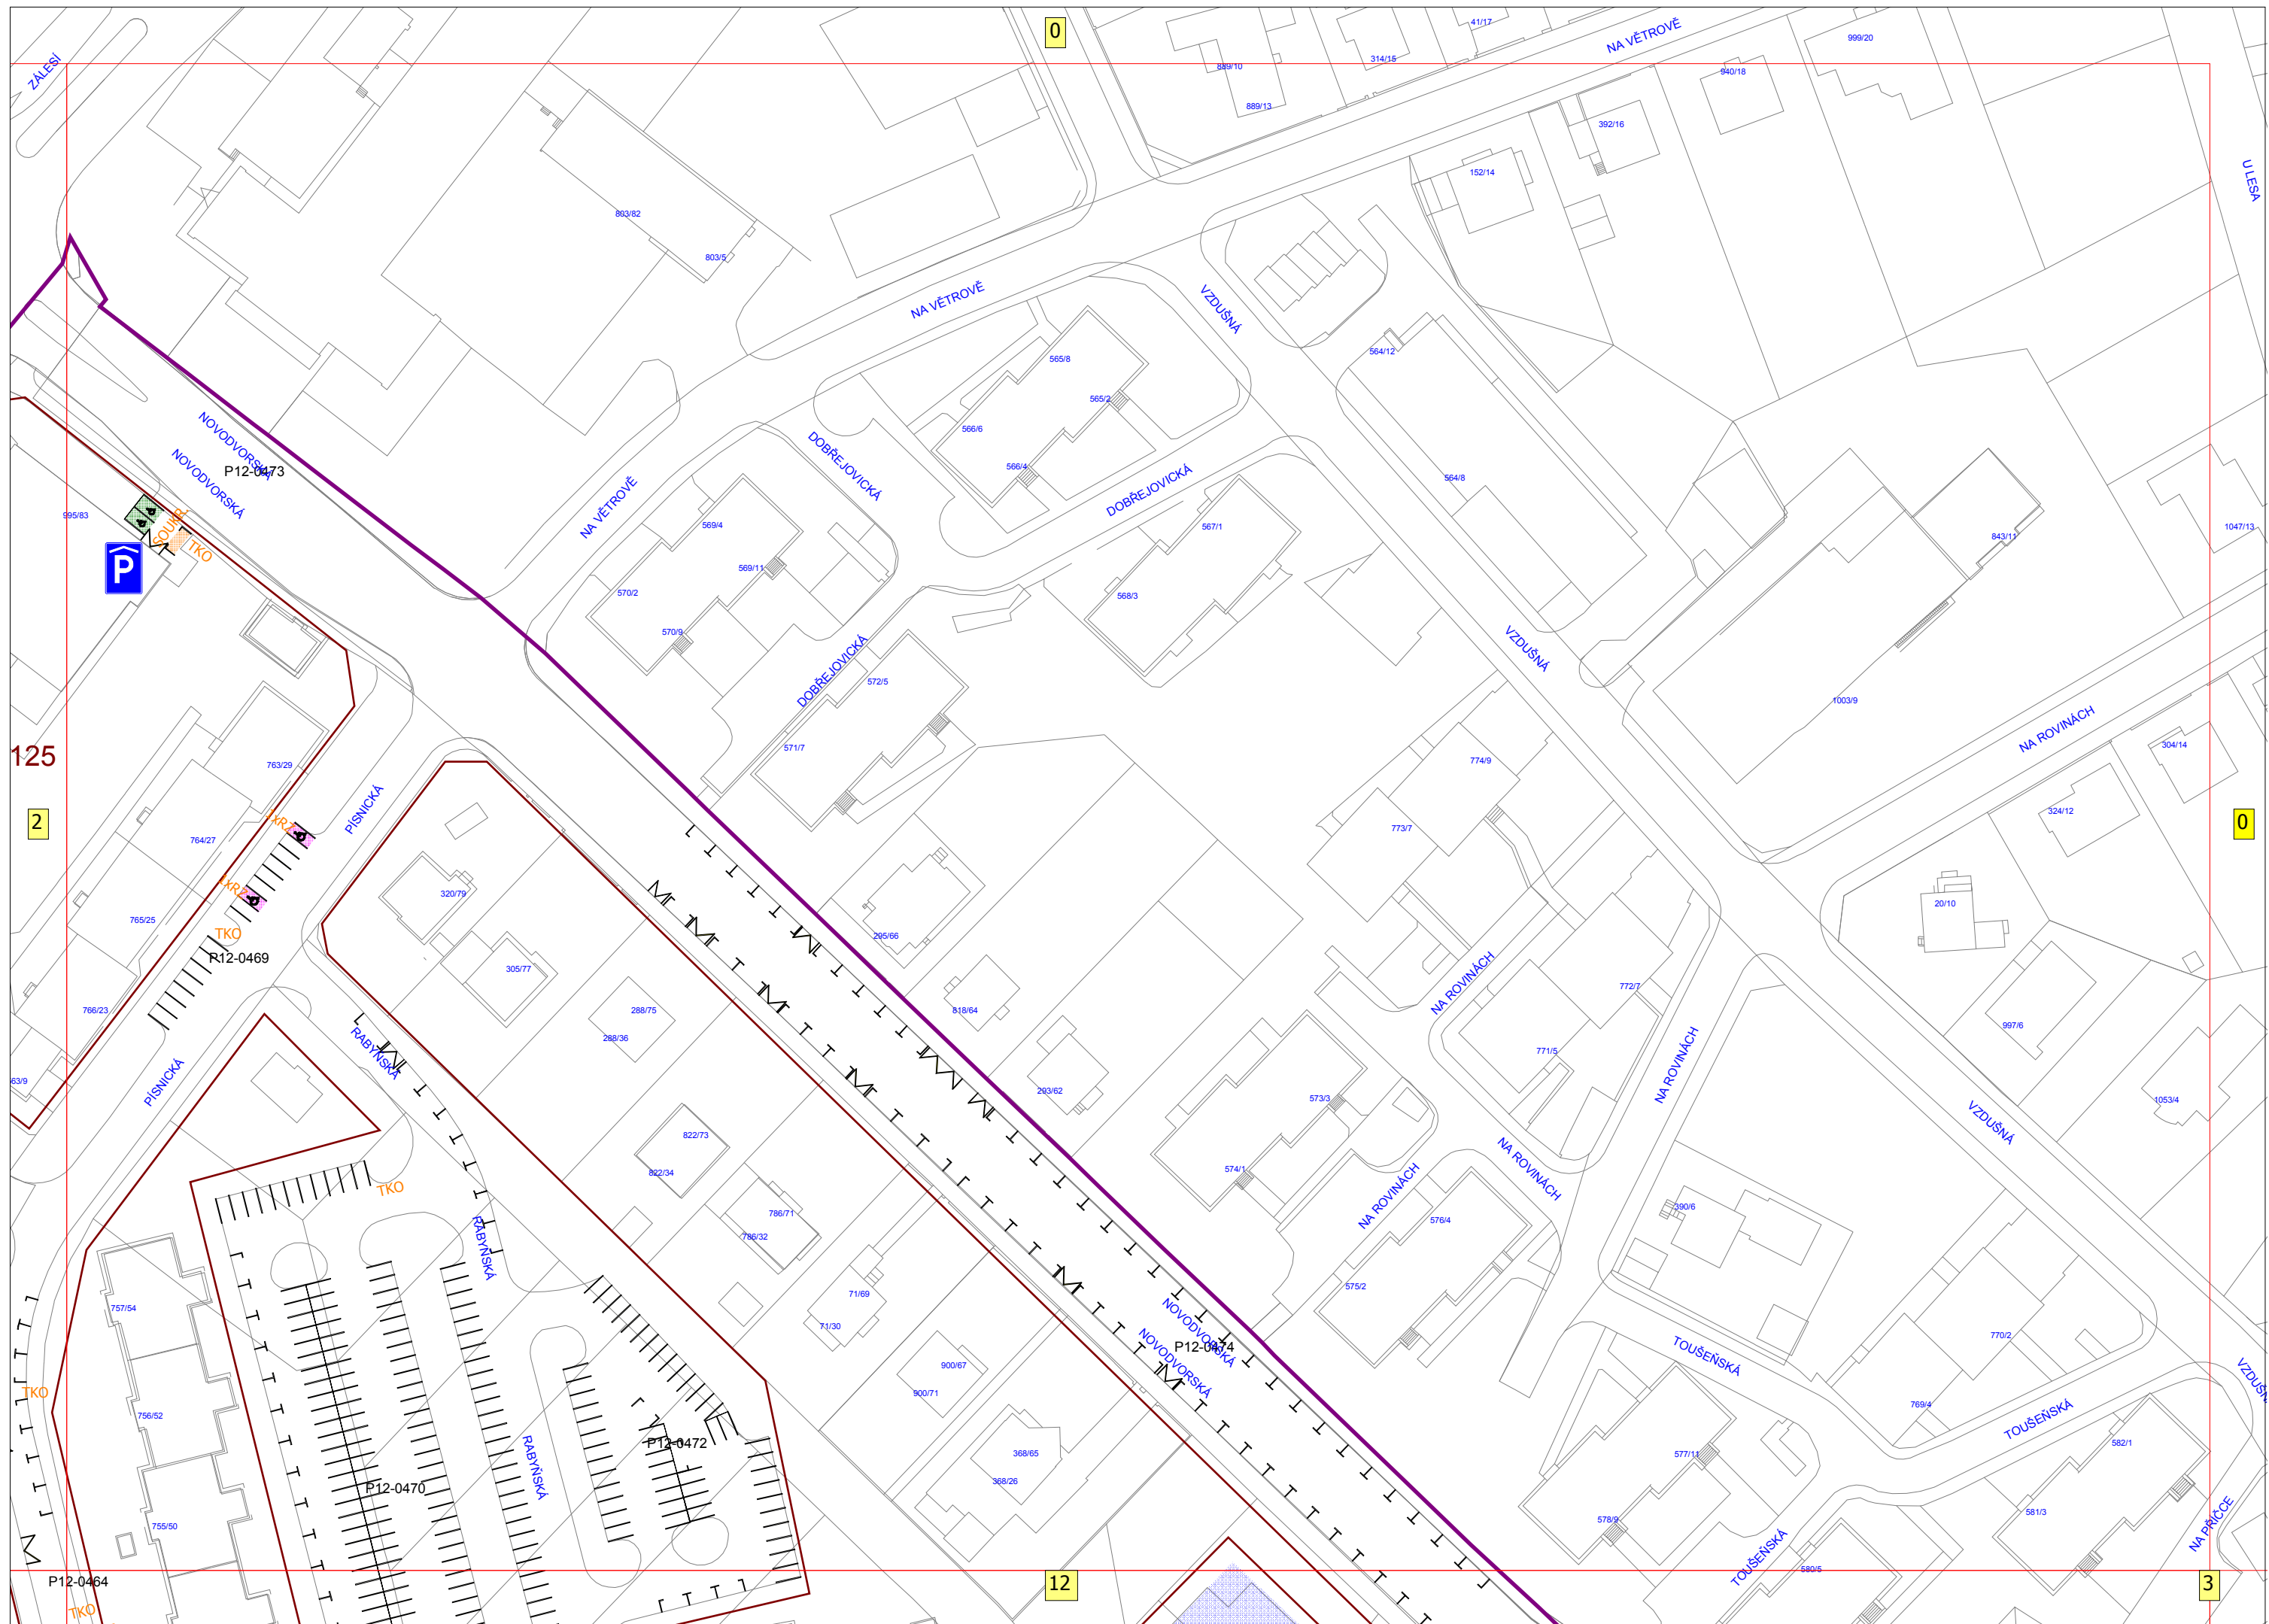 0
41/17
NA VĚTROVĚ
999/20
314/15
889/10
940/18
ZÁLESÍ
889/13
392/16
152/14
U LESA
803/82
803/5
NA VĚTROVĚ
VZDUŠNÁ
564/12
565/8
565/2
566/6
566/4
DOBŘEJOVICKÁ
DOBŘEJOVICKÁ
564/8
NOVODVORSKÁ
NOVODVORSKÁ
P12-0473
NA VĚTROVĚ
995/83
SOUKR.
TKO
P
569/4
569/11
570/2
570/9
567/1
568/3
1047/13
843/11
DOBŘEJOVICKÁ
572/5
571/7
VZDUŠNÁ
1003/9
NA ROVINÁCH
304/14
125
763/29
774/9
2
1xRZ
PÍSNICKÁ
764/27
773/7
324/12
0
1xRZ
320/79
765/25
TKO
P12-0469
295/66
20/10
305/77
NA ROVINÁCH
772/7
766/23
288/75
288/36
818/64
997/6
RABYŇSKÁ
771/5
563/9
PÍSNICKÁ
293/62
573/3
NA ROVINÁCH
1053/4
VZDUŠNÁ
822/73
822/34
574/1
NA ROVINÁCH
NA ROVINÁCH
TKO
786/71
786/32
576/4
390/6
RABYŇSKÁ
757/54
71/69
71/30
575/2
NOVODVORSKÁ
NOVODVORSKÁ
P12-0474
TOUŠEŇSKÁ
770/2
900/67
900/71
TKO
756/52
769/4
TOUŠEŇSKÁ
VZDUŠN
P12-0472
368/65
368/26
577/11
582/1
RABYŇSKÁ
P12-0470
755/50
578/9
581/3
NA PŘÍČCE
TOUŠEŇSKÁ
580/5
P12-0464
12
3
TKO